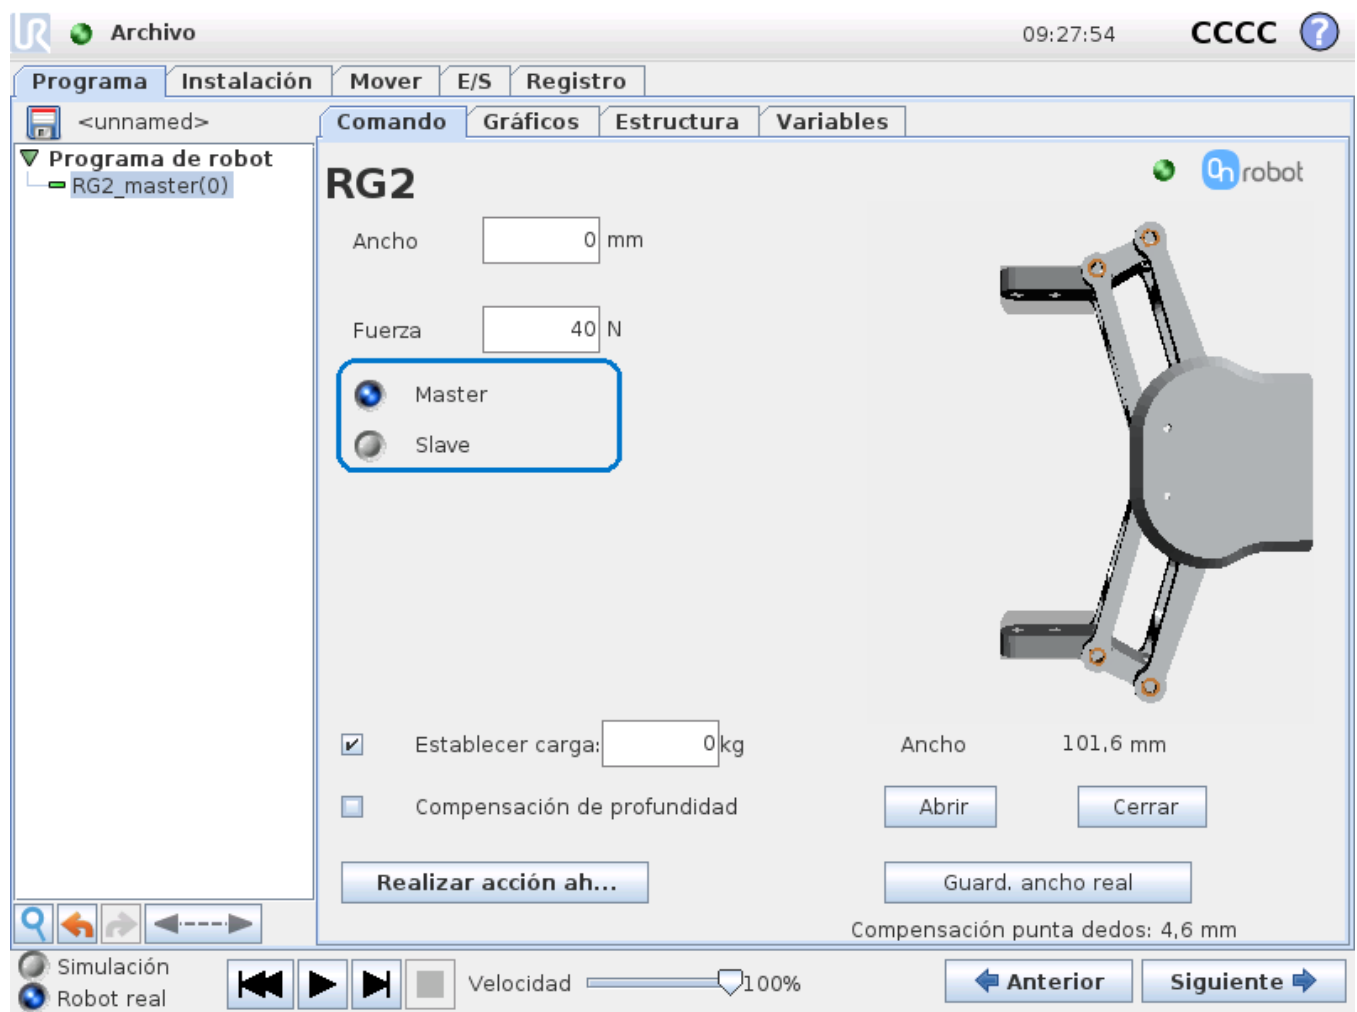 UR Archivo 09:27:54 CCCC ?
Programa Instalación Mover E/S Registro
<unnamed> Comando Gráficos Estructura Variables
Programa de robot
RG2_master(0)
RG2 On robot
Ancho 0 mm
Fuerza 40 N
Master
Slave
Establecer carga: 0 kg Ancho 101,6 mm
Compensación de profundidad Abrir Cerrar
Realizar acción ah... Guard. ancho real
Compensación punta dedos: 4,6 mm
Simulación
Robot real
Velocidad 100% Anterior Siguiente